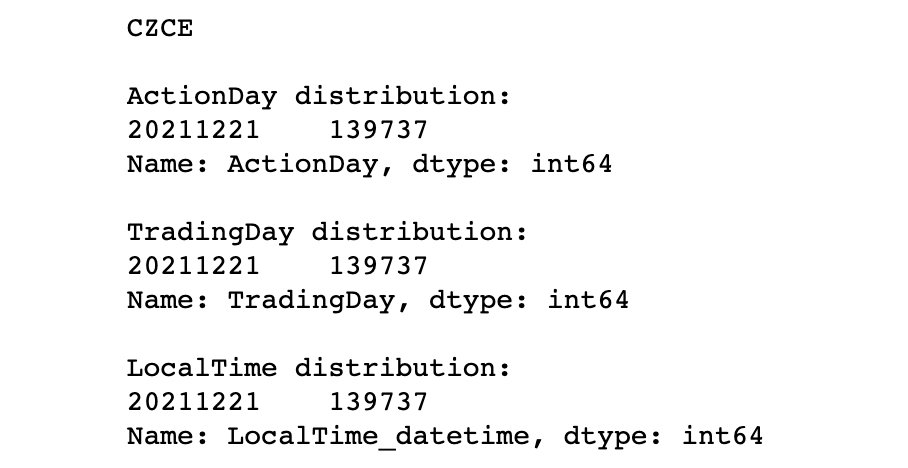 CZCE
ActionDay distribution:
20211221    139737
Name: ActionDay, dtype: int64
TradingDay distribution:
20211221    139737
Name: TradingDay, dtype: int64
LocalTime distribution:
20211221    139737
Name: LocalTime_datetime, dtype: int64